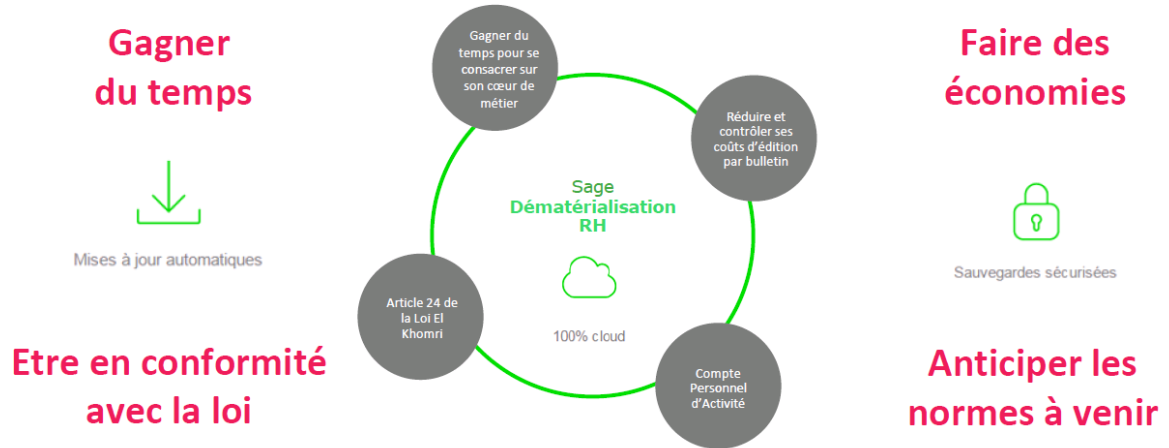 Gagner
du temps
Mises à jour automatiques
Etre en conformité
avec la loi
Gagner du
temps pour se
consacrer sur
son cœur de
métier
Réduire et
contrôler ses
coûts d'édition
par bulletin
Sage
Dématérialisation
RH
100% cloud
Article 24 de
la Loi El
Khomri
Compte
Personnel
d'Activité
Faire des
économies
Sauvegardes sécurisées
Anticiper les
normes à venir